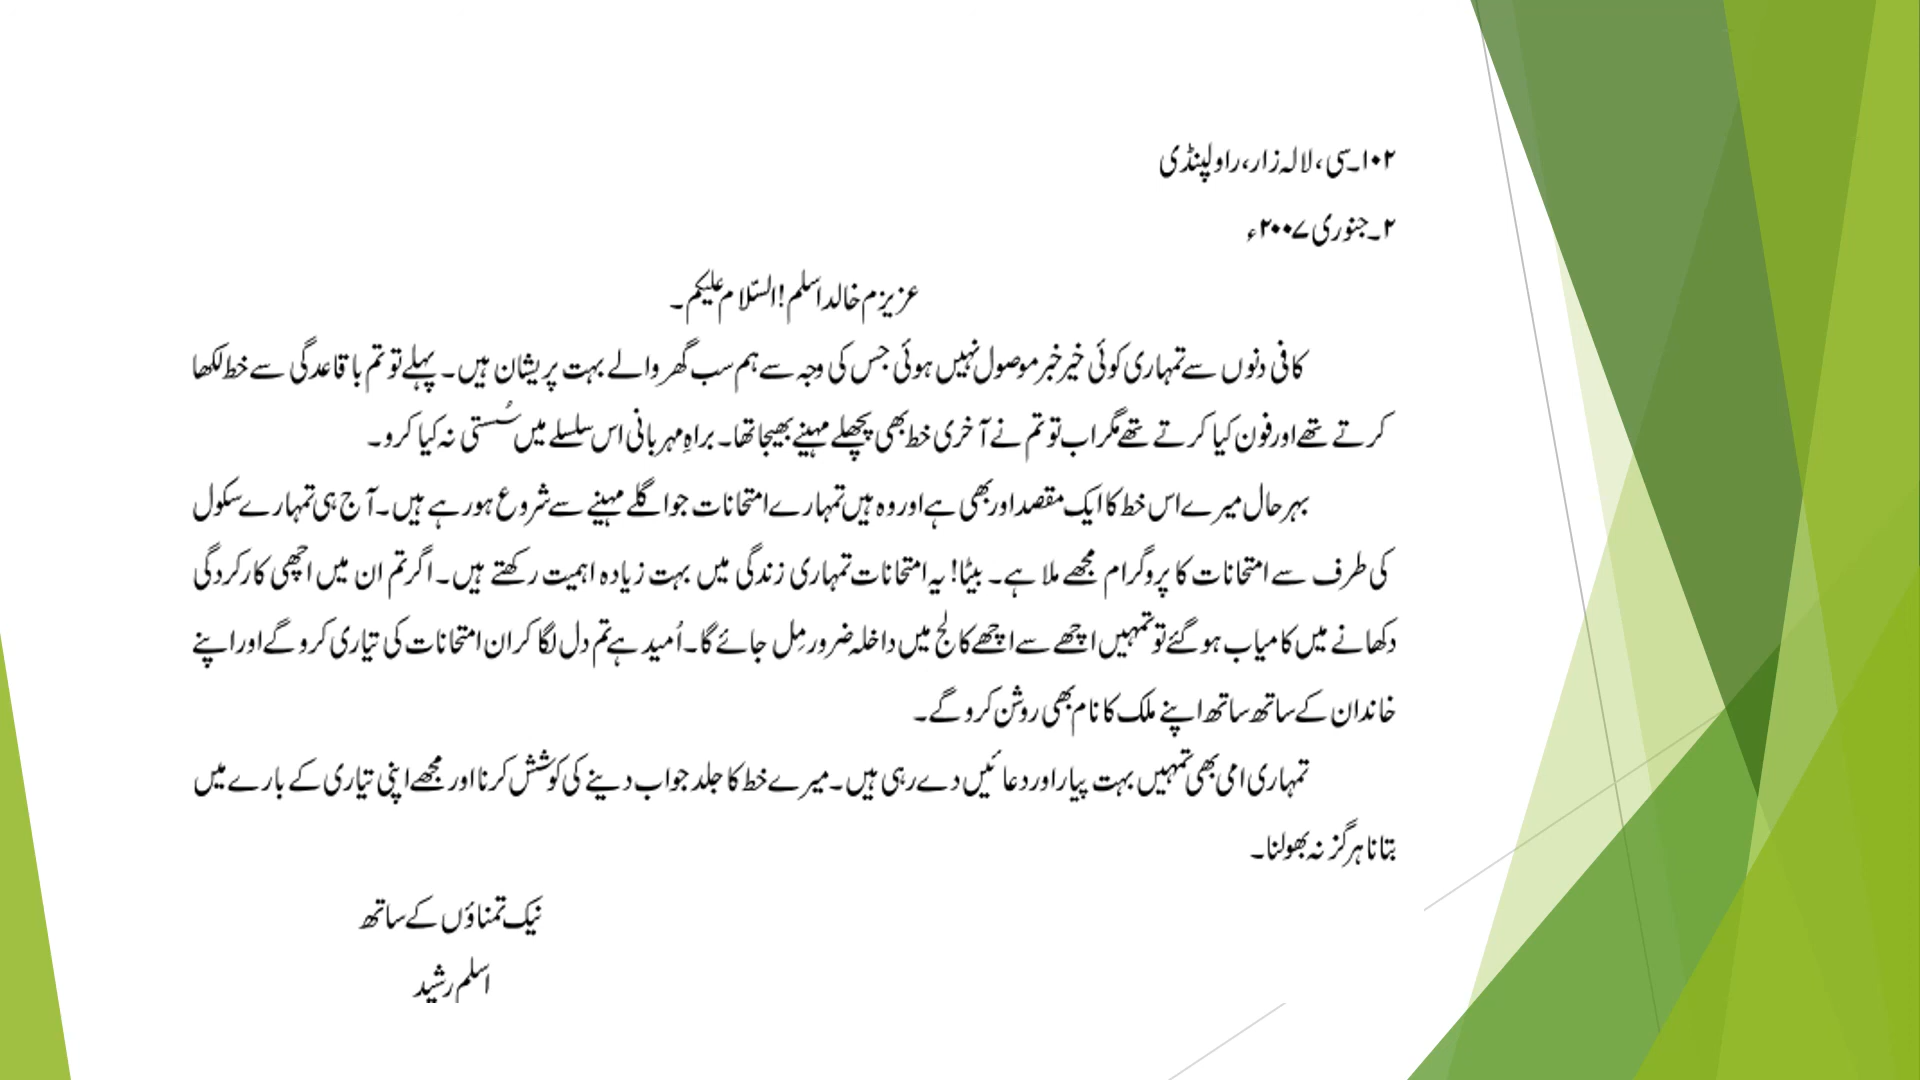 ۱۰۲۔سی، لالہ زار، راولپنڈی
۲۔جنوری ۲۰۰۷ء
عزیزم خالد اسلم! السّلام علیکم۔
کافی دنوں سے تمہاری کوئی خیر خبر موصول نہیں ہوئی جس کی وجہ سے ہم سب گھر والے بہت پریشان ہیں۔ پہلے تو تم باقاعدگی سے خط لکھا
کرتے تھے اور فون کیا کرتے تھے مگر اب تو تم نے آخری خط بھی پچھلے مہینے بھیجا تھا۔ براہِ مہربانی اس سلسلے میں سُستی نہ کیا کرو۔
بہر حال میرے اس خط کا ایک مقصد اور بھی ہے اور وہ ہیں تمہارے امتحانات جو اگلے مہینے سے شروع ہو رہے ہیں۔ آج ہی تمہارے سکول
کی طرف سے امتحانات کا پروگرام مجھے ملا ہے۔ بیٹا! یہ امتحانات تمہاری زندگی میں بہت زیادہ اہمیت رکھتے ہیں۔ اگر تم ان میں اچھی کارکردگی
دکھانے میں کامیاب ہو گئے تو تمہیں اچھے سے اچھے کالج میں داخلہ ضرور مِل جائے گا۔ اُمید ہے تم دل لگا کر ان امتحانات کی تیاری کرو گے اور اپنے
خاندان کے ساتھ ساتھ اپنے ملک کا نام بھی روشن کرو گے۔
تمہاری امی بھی تمہیں بہت پیار اور دعائیں دے رہی ہیں۔ میرے خط کا جلد جواب دینے کی کوشش کرنا اور مجھے اپنی تیاری کے بارے میں
بتانا ہرگز نہ بھولنا۔
نیک تمناؤں کے ساتھ
اسلم رشید